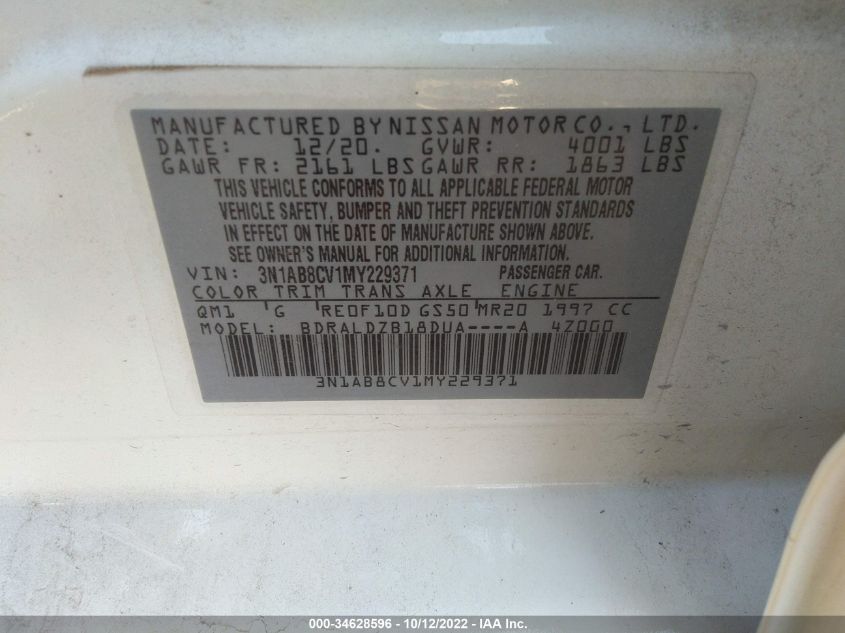 MANUFACTURED BY NISSAN MOTOR CO., LTD.
DATE: 12/20. GVWR: 4001 LBS
GAWR FR: 2161 LBS GAWR RR: 1863 LBS
THIS VEHICLE CONFORMS TO ALL APPLICABLE FEDERAL MOTOR
VEHICLE SAFETY, BUMPER AND THEFT PREVENTION STANDARDS
IN EFFECT ON THE DATE OF MANUFACTURE SHOWN ABOVE.
SEE OWNER'S MANUAL FOR ADDITIONAL INFORMATION.
VIN: 3N1AB8CV1MY229371 PASSENGER CAR.
COLOR TRIM TRANS AXLE ENGINE
QM1 'G 'RE0F10D GS50'MR20 1997 CC
MODEL: BDRALDZB18DUA----A 4Z000
3N1AB8CV1MY229371
000-34628596 - 10/12/2022 - IAA Inc.